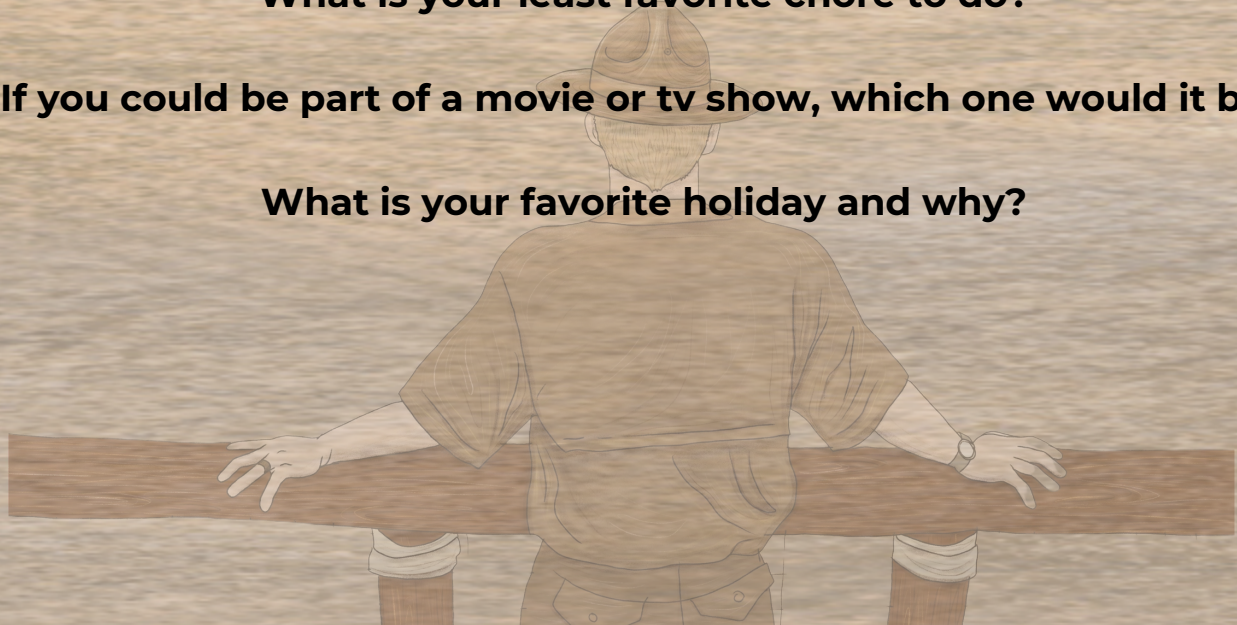 What is your least favorite chore to do?
If you could be part of a movie or tv show, which one would it b
What is your favorite holiday and why?